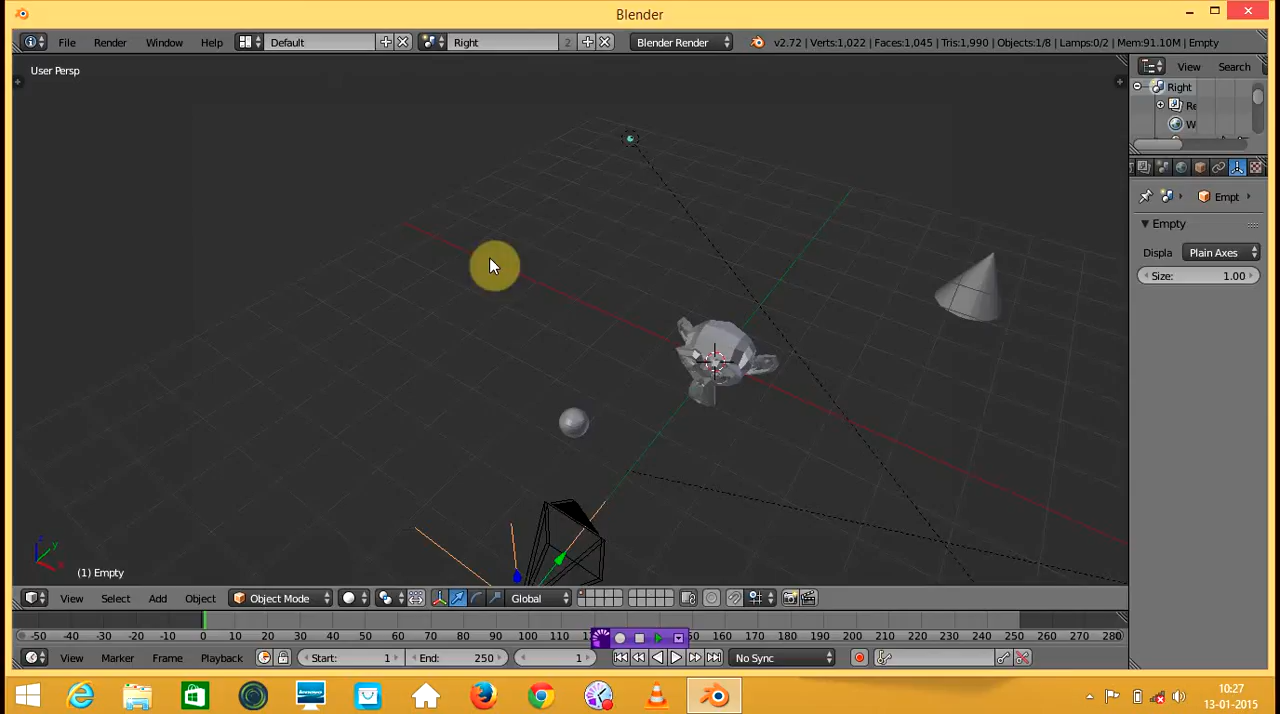 Blender
File Render Window Help Default Right 2 Blender Render v2.72 | Verts:1,022 | Faces:1,045 | Tris:1,990 | Objects:1/8 | Lamps:0/2 | Mem:91.10M | Empty
User Persp
View Search
Right
Re
W
Empt
Empty
Displa Plain Axes
Size: 1.00
(1) Empty
View Select Add Object Object Mode Global
-50 -40 -30 -20 -10 0 10 20 30 40 50 60 70 80 90 100 110 120 150 160 170 180 190 200 210 220 230 240 250 260 270 280
View Marker Frame Playback Start: 1 End: 250 1 No Sync
lenovo
10:27
13-01-2015